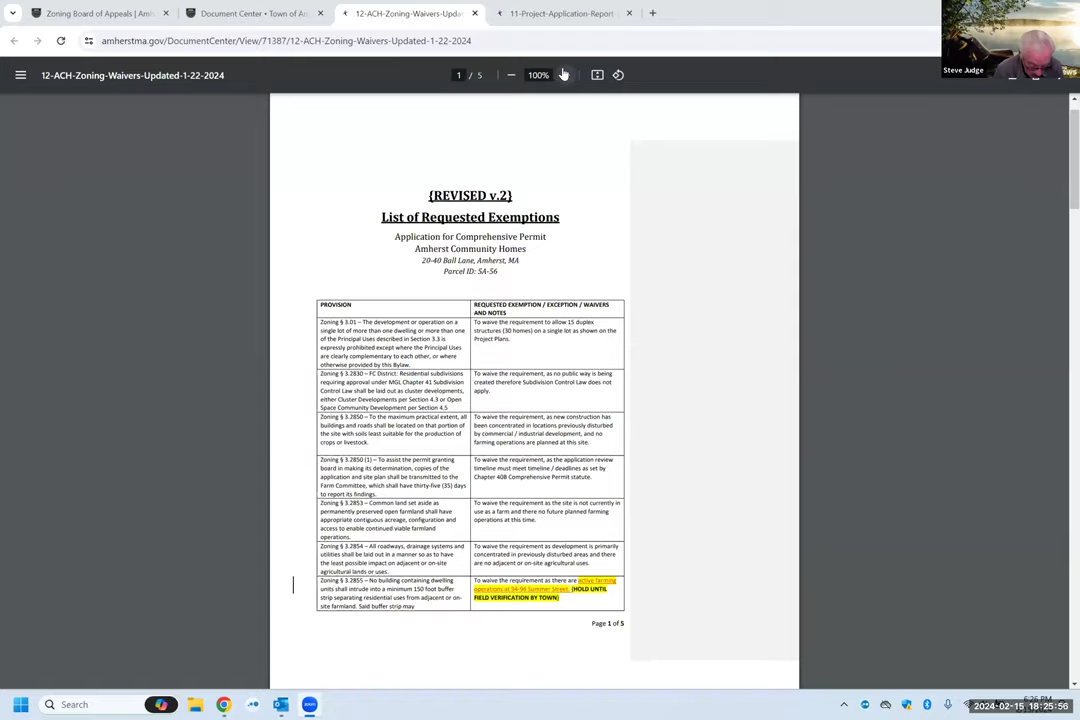 Zoning Board of Appeals | Amh
Document Center • Town of Am
12-ACH-Zoning-Waivers-Updat
11-Project-Application-Report
amherstma.gov/DocumentCenter/View/71387/12-ACH-Zoning-Waivers-Updated-1-22-2024
12-ACH-Zoning-Waivers-Updated-1-22-2024
1 / 5
100%
Steve Judge
{REVISED v.2}
List of Requested Exemptions
Application for Comprehensive Permit
Amherst Community Homes
20-40 Ball Lane, Amherst, MA
Parcel ID: 5A-56
PROVISION
REQUESTED EXEMPTION / EXCEPTION / WAIVERS
AND NOTES
Zoning § 3.01 – The development or operation on a
single lot of more than one dwelling or more than one
of the Principal Uses described in Section 3.3 is
expressly prohibited except where the Principal Uses
are clearly complementary to each other, or where
otherwise provided by this Bylaw.
To waive the requirement to allow 15 duplex
structures (30 homes) on a single lot as shown on the
Project Plans.
Zoning § 3.2830 – FC District: Residential subdivisions
requiring approval under MGL Chapter 41 Subdivision
Control Law shall be laid out as cluster developments,
either Cluster Developments per Section 4.3 or Open
Space Community Development per Section 4.5
To waive the requirement, as no public way is being
created therefore Subdivision Control Law does not
apply.
Zoning § 3.2850 – To the maximum practical extent, all
buildings and roads shall be located on that portion of
the site with soils least suitable for the production of
crops or livestock.
To waive the requirement, as new construction has
been concentrated in locations previously disturbed
by commercial / industrial development, and no
farming operations are planned at this site.
Zoning § 3.2850 (1) – To assist the permit granting
board in making its determination, copies of the
application and site plan shall be transmitted to the
Farm Committee, which shall have thirty-five (35) days
to report its findings.
To waive the requirement, as the application review
timeline must meet timeline / deadlines as set by
Chapter 40B Comprehensive Permit statute.
Zoning § 3.2853 – Common land set aside as
permanently preserved open farmland shall have
appropriate contiguous acreage, configuration and
access to enable continued viable farmland
operations.
To waive the requirement as the site is not currently in
use as a farm and there no future planned farming
operations at this time.
Zoning § 3.2854 – All roadways, drainage systems and
utilities shall be laid out in a manner so as to have
the least possible impact on adjacent or on-site
agricultural lands or uses.
To waive the requirement as development is primarily
concentrated in previously disturbed areas and there
are no adjacent or on-site agricultural uses.
Zoning § 3.2855 – No building containing dwelling
units shall intrude into a minimum 150 foot buffer
strip separating residential uses from adjacent or on-
site farmland. Said buffer strip may
To waive the requirement as there are active farming
operations at 94-96 Summer Street. (HOLD UNTIL
FIELD VERIFICATION BY TOWN)
Page 1 of 5
Search
2024-02-15 18:25:56